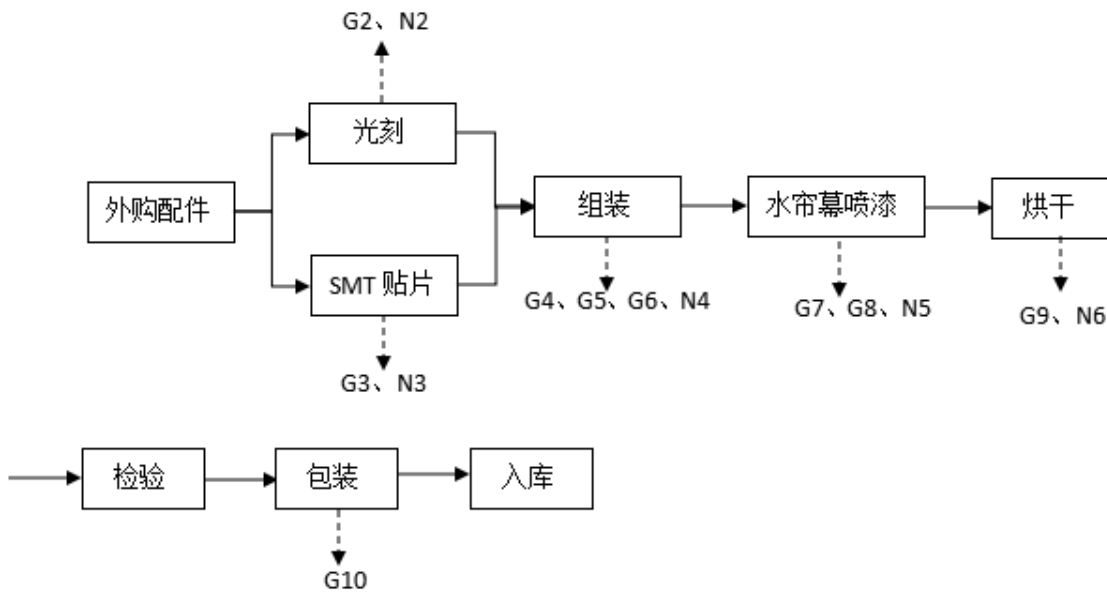 G2、N2
光刻
外购配件
SMT 贴片
G3、N3
组装
G4、G5、G6、N4
水帘幕喷漆
G7、G8、N5
烘干
G9、N6
检验
包装
G10
入库